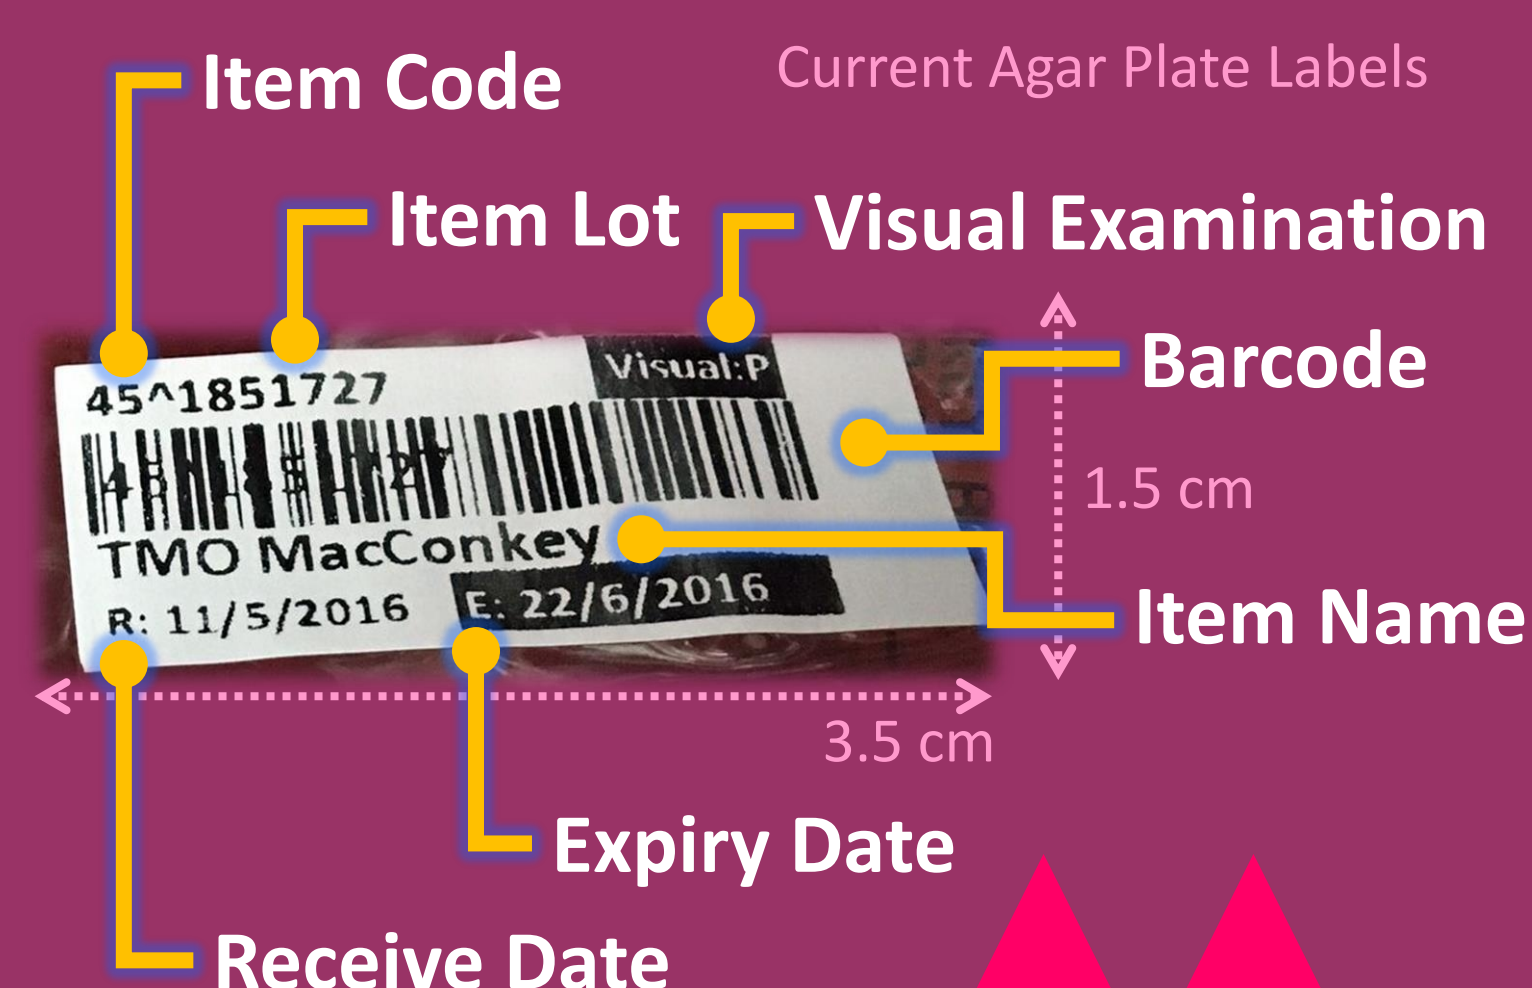 Item Code
Current Agar Plate Labels
Item Lot
Visual Examination
Barcode
45^1851727
Visual:P
1.5 cm
TMO MacConkey
R: 11/5/2016
E: 22/6/2016
Item Name
3.5 cm
Expiry Date
Receive Date